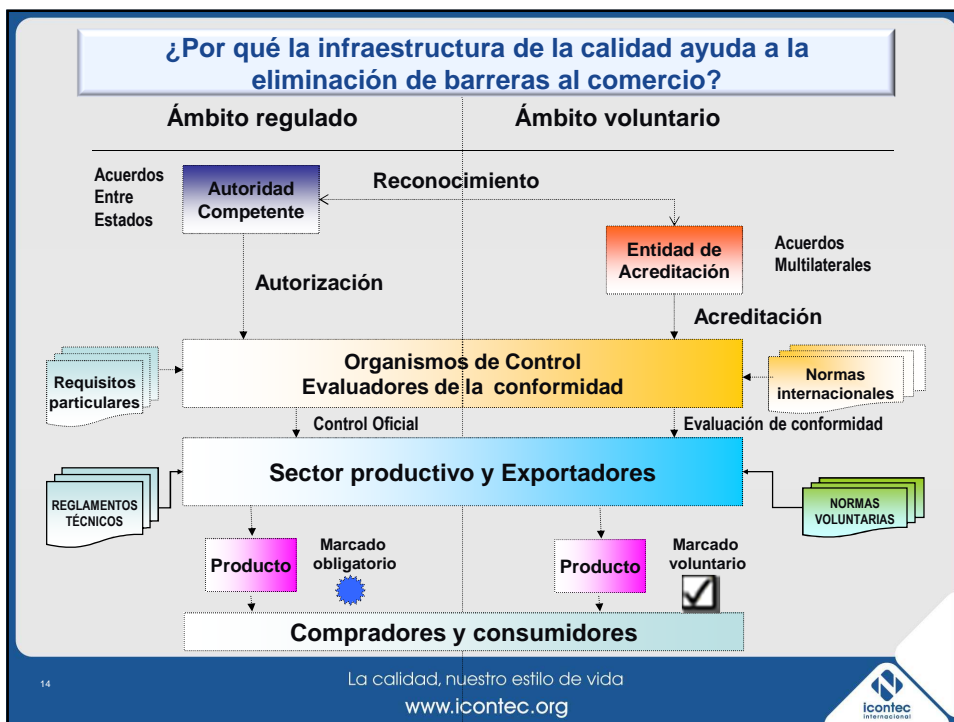 ¿Por qué la infraestructura de la calidad ayuda a la
eliminación de barreras al comercio?
Ámbito regulado
Ámbito voluntario
Acuerdos
Entre
Estados
Autoridad
Competente
Reconocimiento
Entidad de
Acreditación
Acuerdos
Multilaterales
Autorización
Acreditación
Requisitos
particulares
Organismos de Control
Evaluadores de la conformidad
Normas
internacionales
Control Oficial
Evaluación de conformidad
REGLAMENTOS
TÉCNICOS
Sector productivo y Exportadores
NORMAS
VOLUNTARIAS
Producto
Marcado
obligatorio
Producto
Marcado
voluntario
Compradores y consumidores
14
La calidad, nuestro estilo de vida
www.icontec.org
icontec
internacional